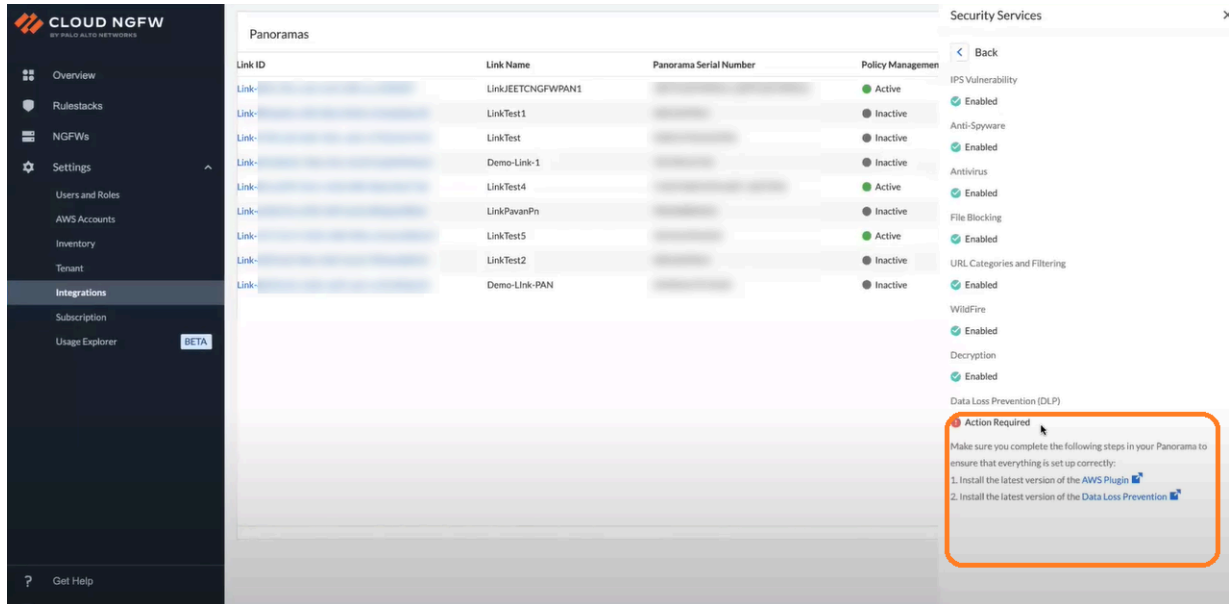 CLOUD NGFW
BY PALO ALTO NETWORKS
Overview
Rulestacks
NGFWs
Settings
Users and Roles
AWS Accounts
Inventory
Tenant
Integrations
Subscription
Usage Explorer BETA
? Get Help
Panoramas
Link ID Link Name Panorama Serial Number Policy Managemen
Link- LinkJEETCNGFWPAN1 Active
Link- LinkTest1 Inactive
Link- LinkTest Inactive
Link- Demo-Link-1 Inactive
Link- LinkTest4 Active
Link- LinkPavanPn Inactive
Link- LinkTest5 Active
Link- LinkTest2 Inactive
Link- Demo-LInk-PAN Inactive
Security Services
Back
IPS Vulnerability
Enabled
Anti-Spyware
Enabled
Antivirus
Enabled
File Blocking
Enabled
URL Categories and Filtering
Enabled
WildFire
Enabled
Decryption
Enabled
Data Loss Prevention (DLP)
Action Required
Make sure you complete the following steps in your Panorama to
ensure that everything is set up correctly:
1. Install the latest version of the AWS Plugin
2. Install the latest version of the Data Loss Prevention